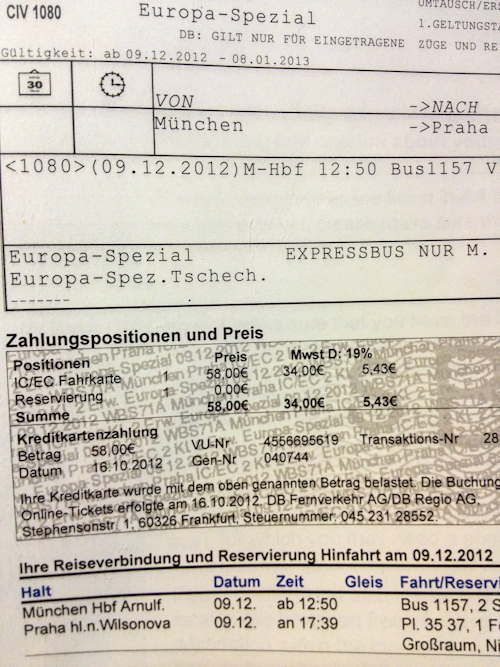 CIV 1080
Europa-Spezial
UMTAUSCH/ERS
DB: GILT NUR FÜR EINGETRAGENE ZÜGE UND RE
1.GELTUNGSTA
Gültigkeit: ab 09.12.2012 - 08.01.2013
30
VON ->NACH
München ->Praha
<1080>(09.12.2012)M-Hbf 12:50 Bus1157 V
Europa-Spezial EXPRESSBUS NUR M.
Europa-Spez.Tschech.
-------
Zahlungspositionen und Preis
Positionen Preis Mwst D: 19%
IC/EC Fahrkarte 1 58,00€ 34,00€ 5,43€
Reservierung 1 0,00€
Summe 58,00€ 34,00€ 5,43€
Kreditkartenzahlung
Betrag 58,00€ VU-Nr 4556695619 Transaktions-Nr 28
Datum 16.10.2012 Gen-Nr 040744
Ihre Kreditkarte wurde mit dem oben genannten Betrag belastet. Die Buchung
Online-Tickets erfolgte am 16.10.2012. DB Fernverkehr AG/DB Regio AG,
Stephensonstr. 1, 60326 Frankfurt, Steuernummer: 045 231 28552.
Ihre Reiseverbindung und Reservierung Hinfahrt am 09.12.2012
Halt Datum Zeit Gleis Fahrt/Reservi
München Hbf Arnulf. 09.12. ab 12:50 Bus 1157, 2 S
Praha hl.n.Wilsonova 09.12. an 17:39 Pl. 35 37, 1 Fe
Großraum, Ni